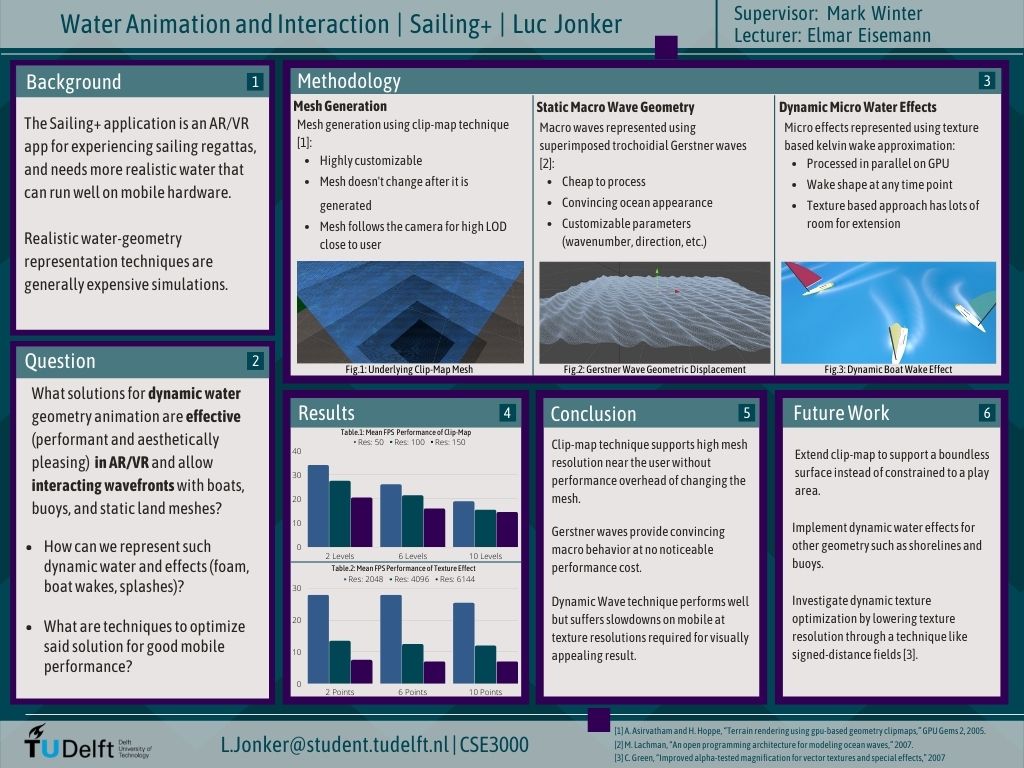 Water Animation and Interaction | Sailing+ | Luc Jonker
Supervisor: Mark Winter
Lecturer: Elmar Eisemann
Background 1
The Sailing+ application is an AR/VR
app for experiencing sailing regattas,
and needs more realistic water that
can run well on mobile hardware.
Realistic water-geometry
representation techniques are
generally expensive simulations.
Question 2
What solutions for dynamic water
geometry animation are effective
(performant and aesthetically
pleasing) in AR/VR and allow
interacting wavefronts with boats,
buoys, and static land meshes?
• How can we represent such
dynamic water and effects (foam,
boat wakes, splashes)?
• What are techniques to optimize
said solution for good mobile
performance?
Methodology 3
Mesh Generation
Mesh generation using clip-map technique
[1]:
• Highly customizable
• Mesh doesn't change after it is
generated
• Mesh follows the camera for high LOD
close to user
Fig.1: Underlying Clip-Map Mesh
Static Macro Wave Geometry
Macro waves represented using
superimposed trochoidal Gerstner waves
[2]:
• Cheap to process
• Convincing ocean appearance
• Customizable parameters
(wavenumber, direction, etc.)
Fig.2: Gerstner Wave Geometric Displacement
Dynamic Micro Water Effects
Micro effects represented using texture
based kelvin wake approximation:
• Processed in parallel on GPU
• Wake shape at any time point
• Texture based approach has lots of
room for extension
Fig.3: Dynamic Boat Wake Effect
Results 4
Table.1: Mean FPS Performance of Clip-Map
• Res: 50 • Res: 100 • Res: 150
40
30
20
10
0
2 Levels 6 Levels 10 Levels
Table.2: Mean FPS Performance of Texture Effect
• Res: 2048 • Res: 4096 • Res: 6144
30
20
10
0
2 Points 6 Points 10 Points
Conclusion 5
Clip-map technique supports high mesh
resolution near the user without
performance overhead of changing the
mesh.
Gerstner waves provide convincing
macro behavior at no noticeable
performance cost.
Dynamic Wave technique performs well
but suffers slowdowns on mobile at
texture resolutions required for visually
appealing result.
Future Work 6
Extend clip-map to support a boundless
surface instead of constrained to a play
area.
Implement dynamic water effects for
other geometry such as shorelines and
buoys.
Investigate dynamic texture
optimization by lowering texture
resolution through a technique like
signed-distance fields [3].
TU Delft Delft
University of
Technology
L.Jonker@student.tudelft.nl | CSE3000
[1] A. Asirvatham and H. Hoppe, "Terrain rendering using gpu-based geometry clipmaps," GPU Gems 2, 2005.
[2] M. Lachman, "An open programming architecture for modeling ocean waves," 2007.
[3] C. Green, "Improved alpha-tested magnification for vector textures and special effects," 2007